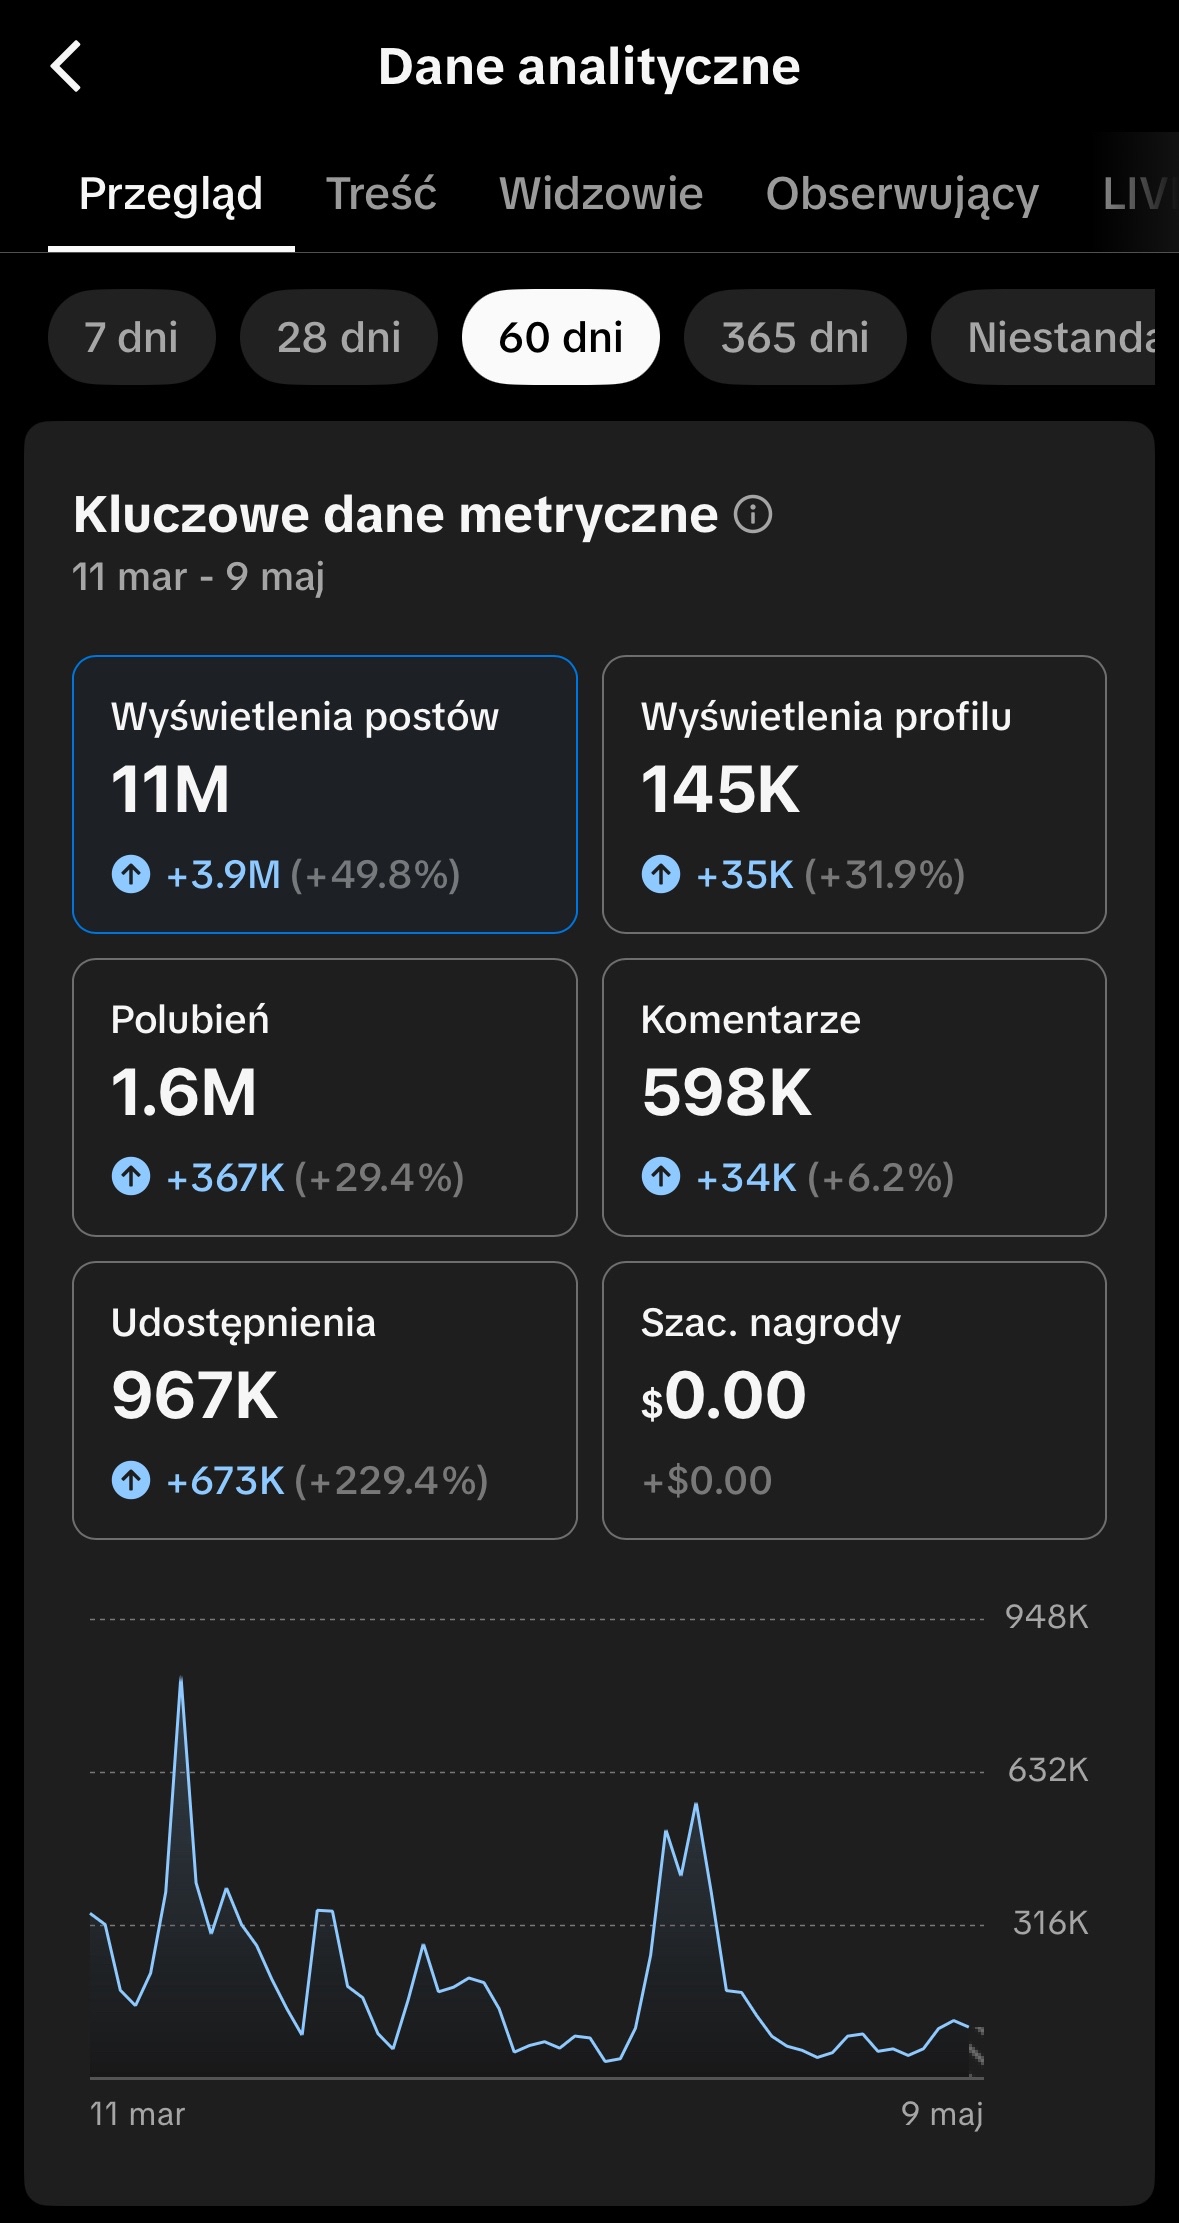 Dane analityczne
Przegląd Treść Widzowie Obserwujący LIV
7 dni 28 dni 60 dni 365 dni Niestanda
Kluczowe dane metryczne
11 mar - 9 maj
Wyświetlenia postów
11M
+3.9M (+49.8%)
Wyświetlenia profilu
145K
+35K (+31.9%)
Polubień
1.6M
+367K (+29.4%)
Komentarze
598K
+34K (+6.2%)
Udostępnienia
967K
+673K (+229.4%)
Szac. nagrody
$0.00
+$0.00
948K
632K
316K
11 mar 9 maj